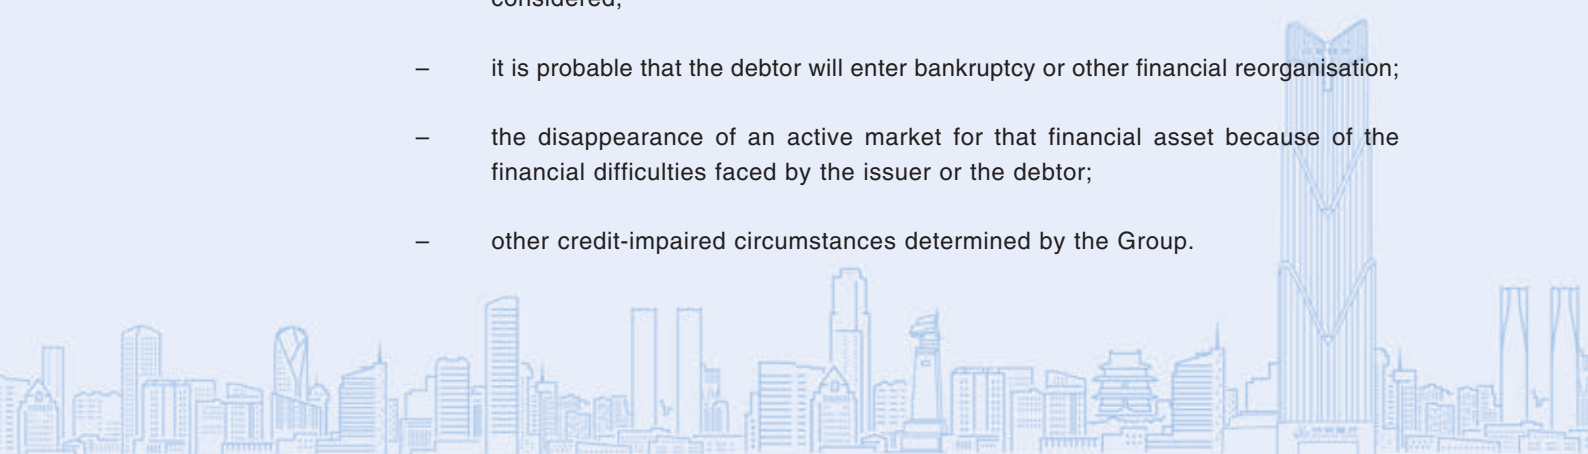 considered;
– it is probable that the debtor will enter bankruptcy or other financial reorganisation;
– the disappearance of an active market for that financial asset because of the
financial difficulties faced by the issuer or the debtor;
– other credit-impaired circumstances determined by the Group.